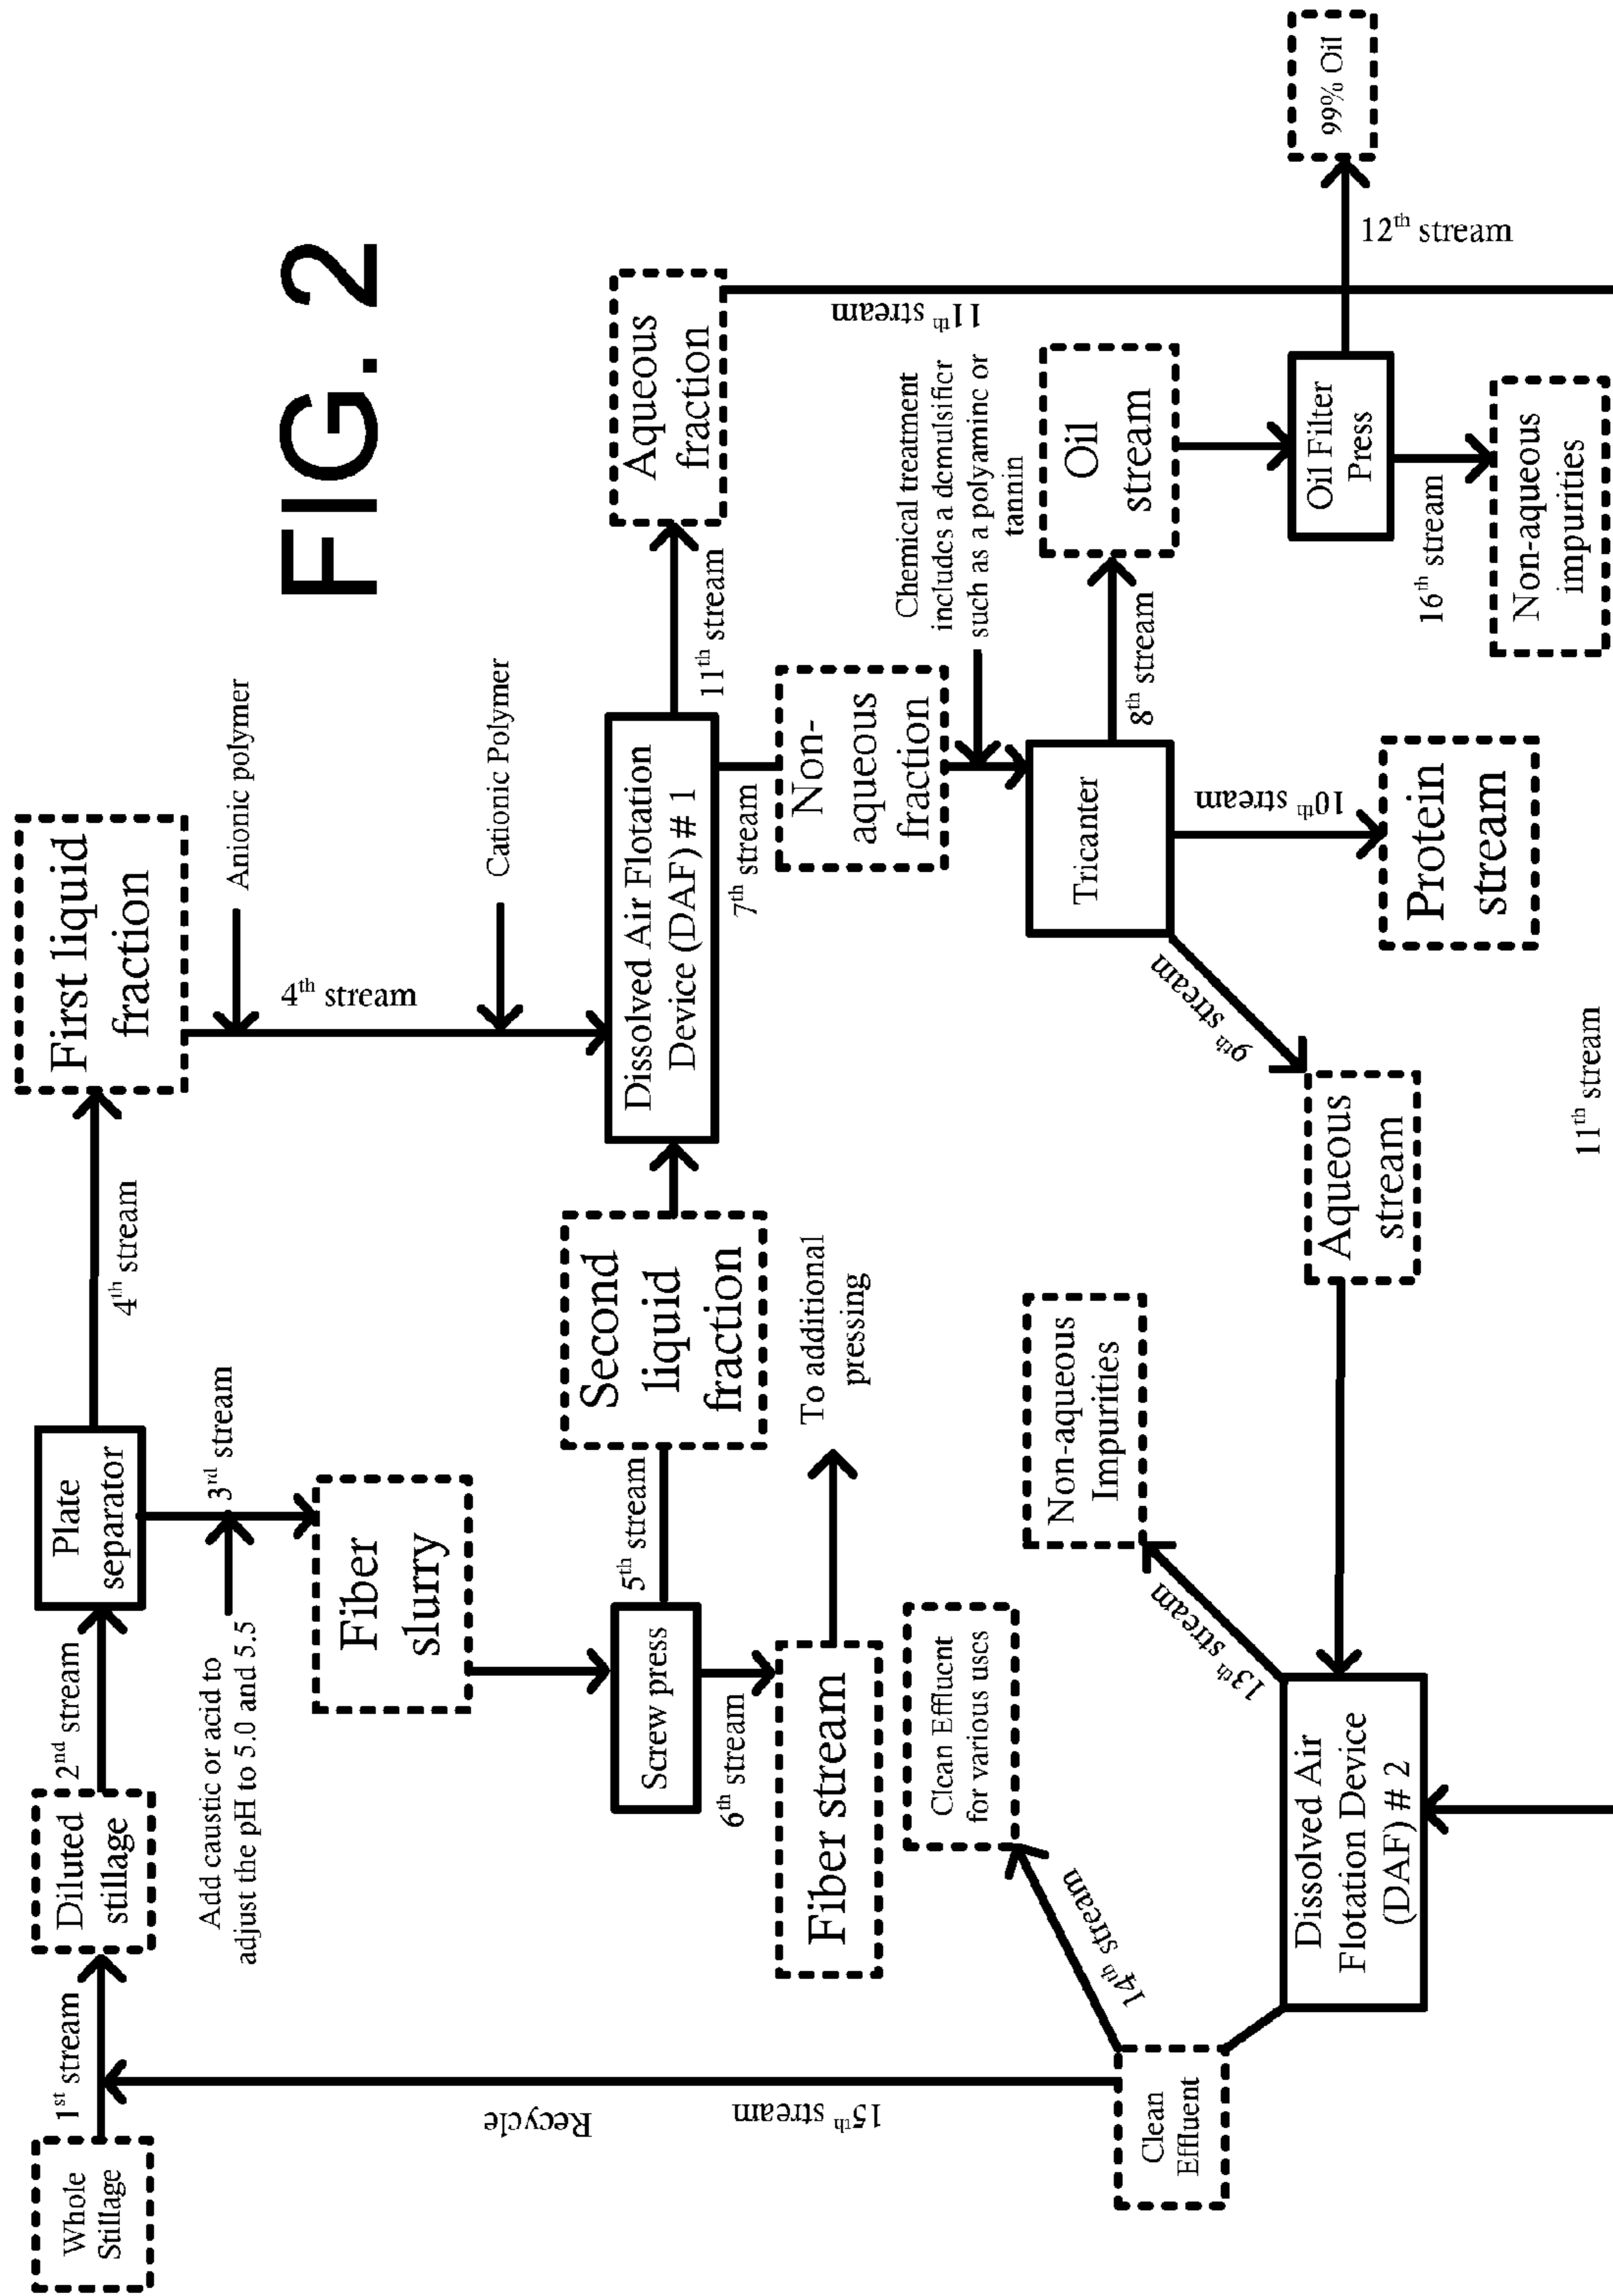 FIG. 2
Whole
Stillage
1st stream
Diluted
stillage
2nd stream
Plate
separator
4th stream
First liquid
fraction
Add caustic or acid to
adjust the pH to 5.0 and 5.5
3rd stream
Fiber
slurry
Anionic polymer
4th stream
Cationic Polymer
Screw press
5th stream
Second
liquid
fraction
Dissolved Air Flotation
Device (DAF) # 1
11th stream
Aqueous
fraction
6th stream
Fiber stream
To additional
pressing
7th stream
Non-
aqueous
fraction
11th stream
Chemical treatment
includes a demulsifier
such as a polyamine or
tannin
Recycle
15th stream
Clean Effluent
for various uses
14th stream
Non-aqueous
Impurities
13th stream
Tricanter
8th stream
Oil
stream
9th stream
10th stream
Clean
Effluent
Dissolved Air
Flotation Device
(DAF) # 2
Aqueous
stream
Protein
stream
Oil Filter
Press
12th stream
99% Oil
16th stream
Non-aqueous
impurities
11th stream